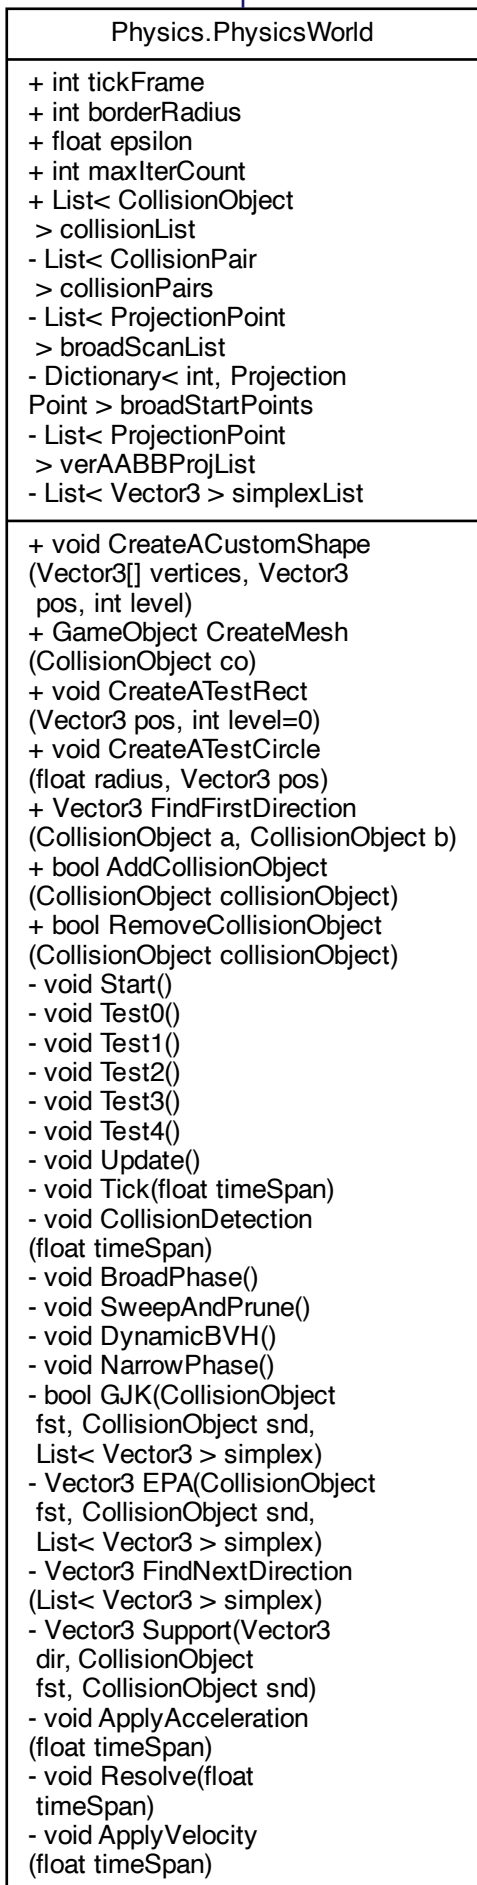 Physics.PhysicsWorld
+ int tickFrame
+ int borderRadius
+ float epsilon
+ int maxIterCount
+ List< CollisionObject
> collisionList
- List< CollisionPair
> collisionPairs
- List< ProjectionPoint
> broadScanList
- Dictionary< int, Projection
Point > broadStartPoints
- List< ProjectionPoint
> verAABBProjList
- List< Vector3 > simplexList
+ void CreateACustomShape
(Vector3[] vertices, Vector3
pos, int level)
+ GameObject CreateMesh
(CollisionObject co)
+ void CreateATestRect
(Vector3 pos, int level=0)
+ void CreateATestCircle
(float radius, Vector3 pos)
+ Vector3 FindFirstDirection
(CollisionObject a, CollisionObject b)
+ bool AddCollisionObject
(CollisionObject collisionObject)
+ bool RemoveCollisionObject
(CollisionObject collisionObject)
- void Start()
- void Test0()
- void Test1()
- void Test2()
- void Test3()
- void Test4()
- void Update()
- void Tick(float timeSpan)
- void CollisionDetection
(float timeSpan)
- void BroadPhase()
- void SweepAndPrune()
- void DynamicBVH()
- void NarrowPhase()
- bool GJK(CollisionObject
fst, CollisionObject snd,
List< Vector3 > simplex)
- Vector3 EPA(CollisionObject
fst, CollisionObject snd,
List< Vector3 > simplex)
- Vector3 FindNextDirection
(List< Vector3 > simplex)
- Vector3 Support(Vector3
dir, CollisionObject
fst, CollisionObject snd)
- void ApplyAcceleration
(float timeSpan)
- void Resolve(float
timeSpan)
- void ApplyVelocity
(float timeSpan)